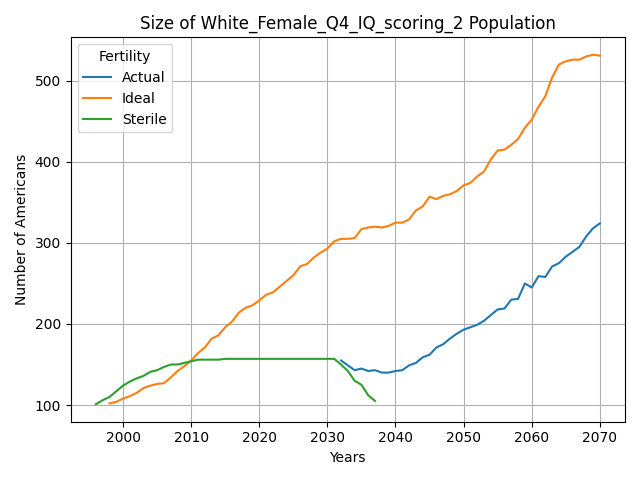 Size of White_Female_Q4_IQ_scoring_2 Population
Fertility
Actual
Ideal
Sterile
Number of Americans
500
400
300
200
100
2000 2010 2020 2030 2040 2050 2060 2070
Years